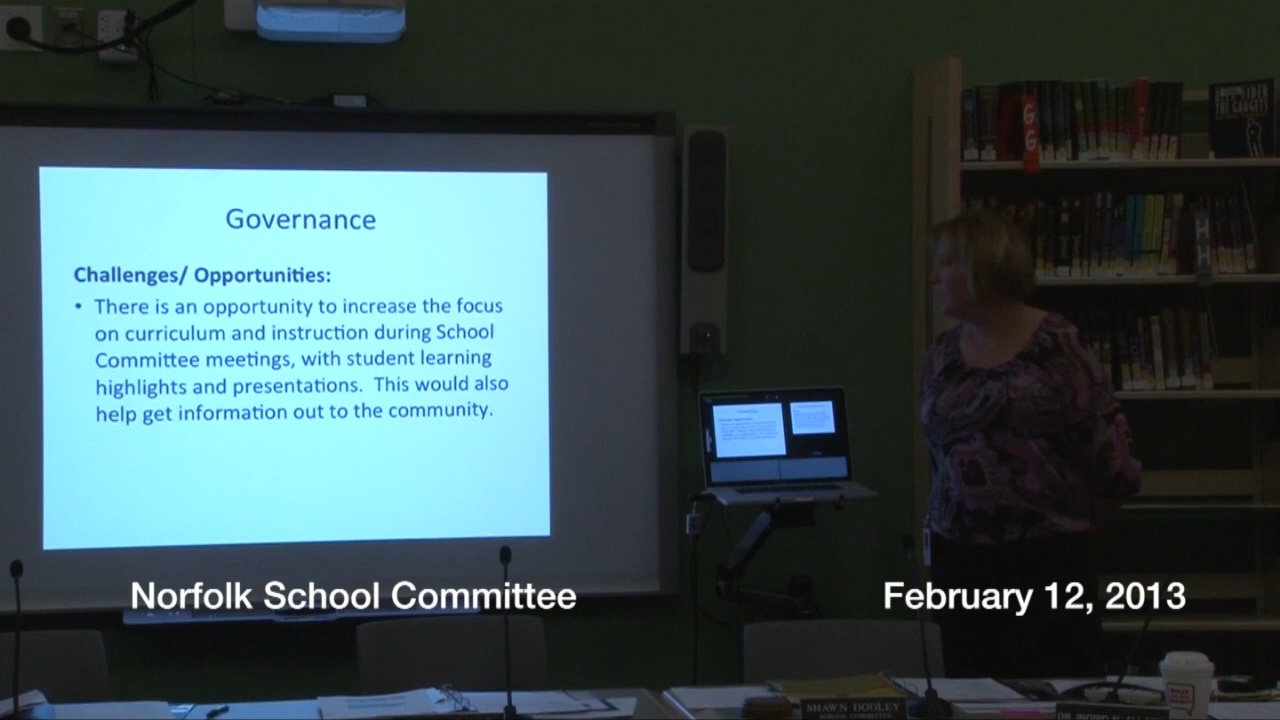 Governance
Challenges/ Opportunities:
• There is an opportunity to increase the focus
on curriculum and instruction during School
Committee meetings, with student learning
highlights and presentations. This would also
help get information out to the community.
Norfolk School Committee
February 12, 2013
SHAWN DOOLEY
SCHOOL COMMITTEE